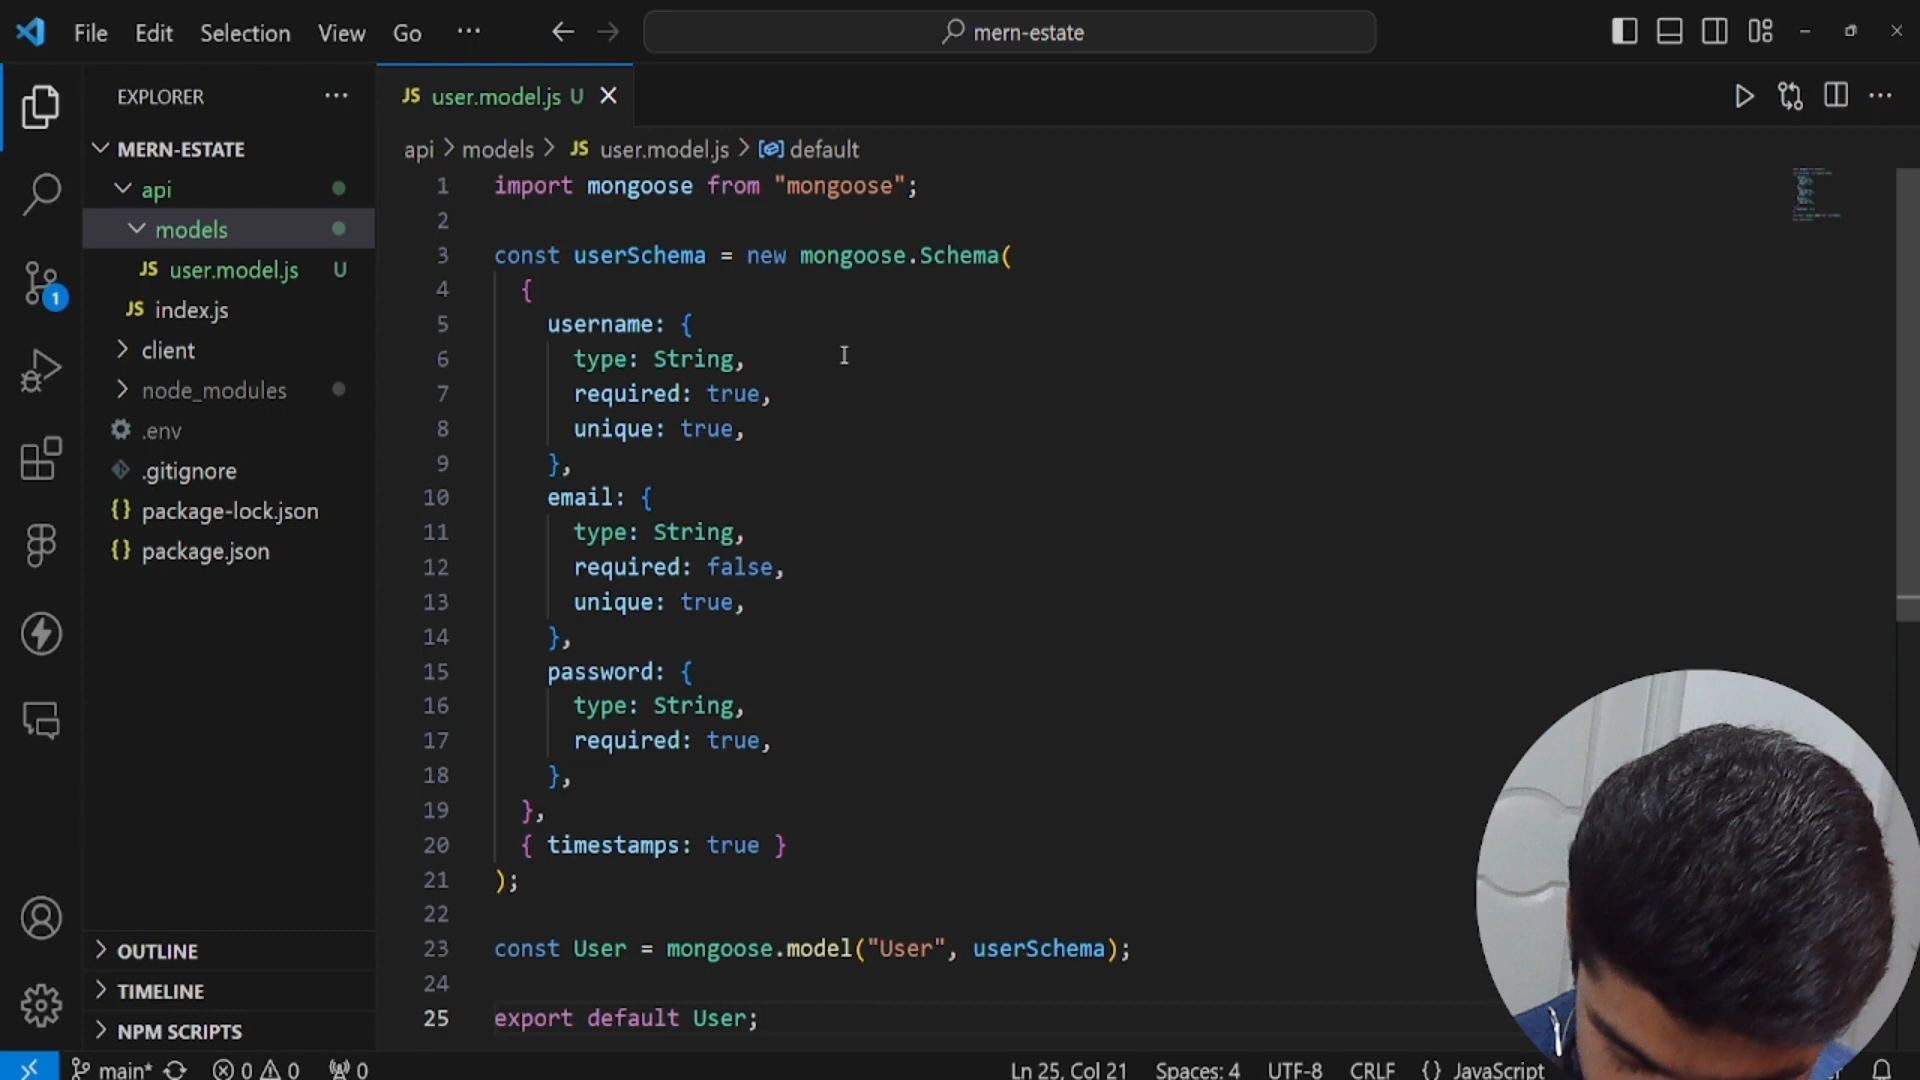 File Edit Selection View Go ··· mern-estate
EXPLORER ···
MERN-ESTATE
api
models
JS user.model.js U
JS index.js
client
node_modules
.env
.gitignore
{} package-lock.json
{} package.json
OUTLINE
TIMELINE
NPM SCRIPTS
1
JS user.model.js U
api > models > JS user.model.js > default
1 import mongoose from "mongoose";
2
3 const userSchema = new mongoose.Schema(
4 {
5 username: {
6 type: String,
7 required: true,
8 unique: true,
9 },
10 email: {
11 type: String,
12 required: false,
13 unique: true,
14 },
15 password: {
16 type: String,
17 required: true,
18 },
19 },
20 { timestamps: true }
21 );
22
23 const User = mongoose.model("User", userSchema);
24
25 export default User;
main* 0 0 0 Ln 25, Col 21 Spaces: 4 UTF-8 CRLF {} JavaScript